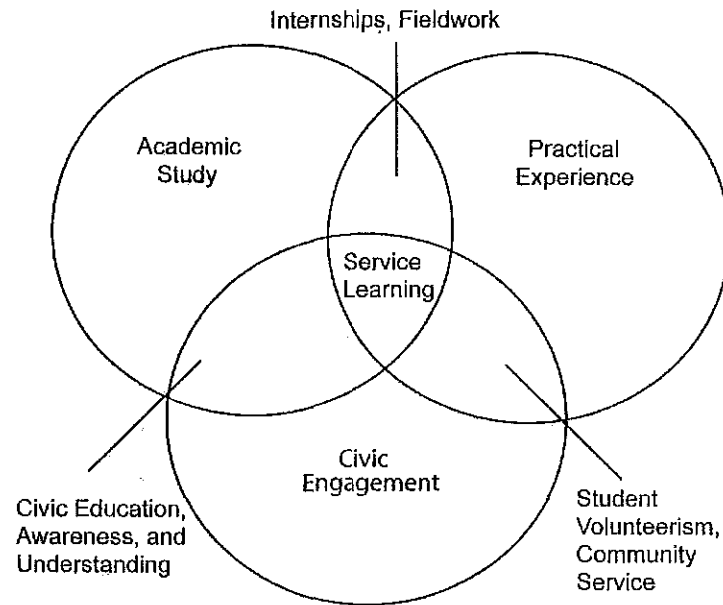 Internships, Fieldwork
Academic
Study
Practical
Experience
Service
Learning
Civic
Engagement
Civic Education,
Awareness, and
Understanding
Student
Volunteerism,
Community
Service